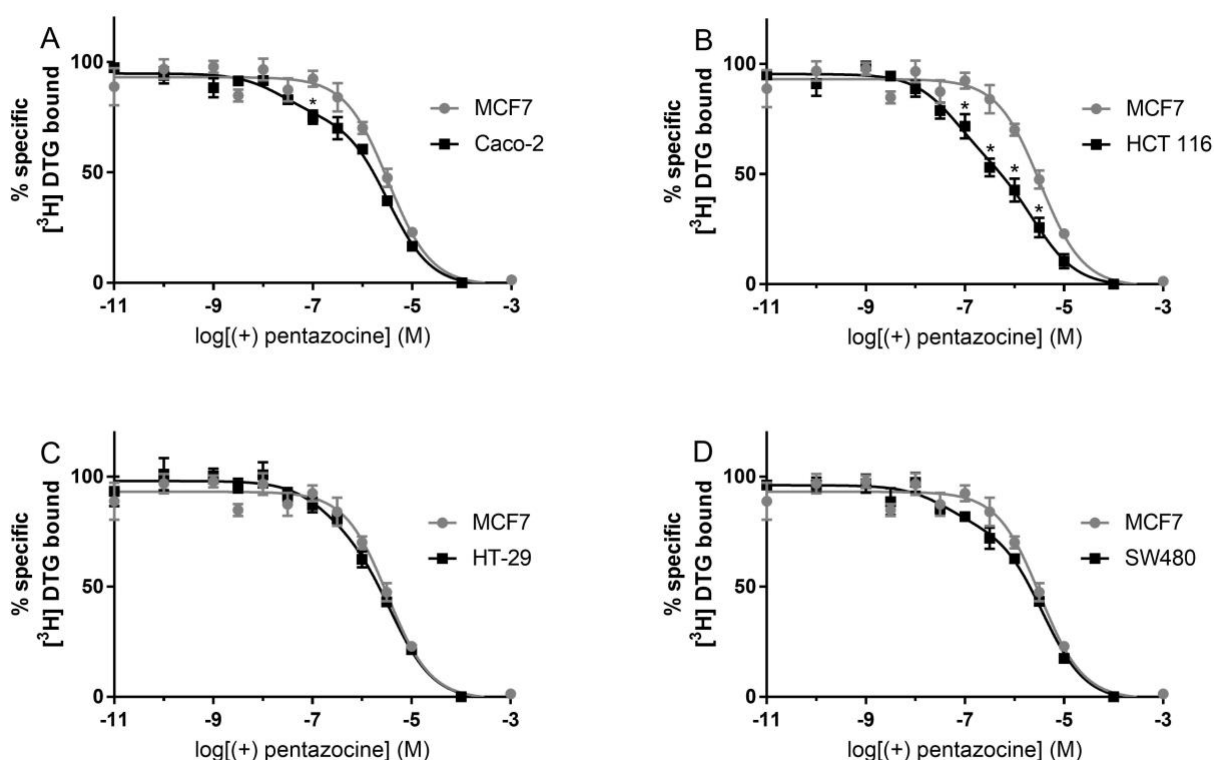 A
% specific
[³H] DTG bound
100
50
0
*
MCF7
Caco-2
-11
-9
-7
-5
-3
log[(+) pentazocine] (M)
B
% specific
[³H] DTG bound
100
50
0
*
*
*
*
MCF7
HCT 116
-11
-9
-7
-5
-3
log[(+) pentazocine] (M)
C
% specific
[³H] DTG bound
100
50
0
MCF7
HT-29
-11
-9
-7
-5
-3
log[(+) pentazocine] (M)
D
% specific
[³H] DTG bound
100
50
0
MCF7
SW480
-11
-9
-7
-5
-3
log[(+) pentazocine] (M)